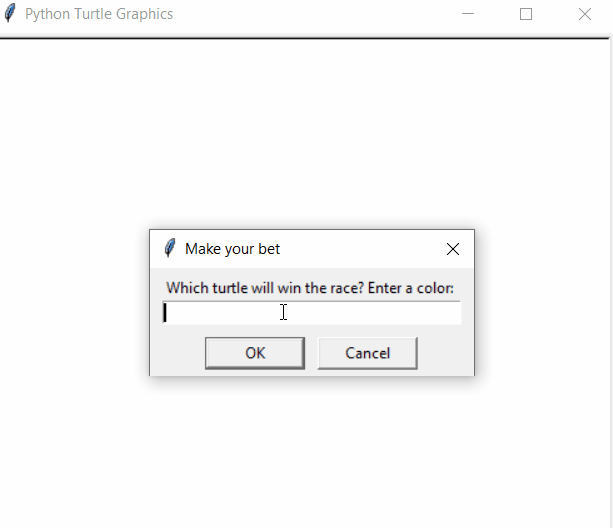 Python Turtle Graphics
Make your bet
Which turtle will win the race? Enter a color:
OK Cancel